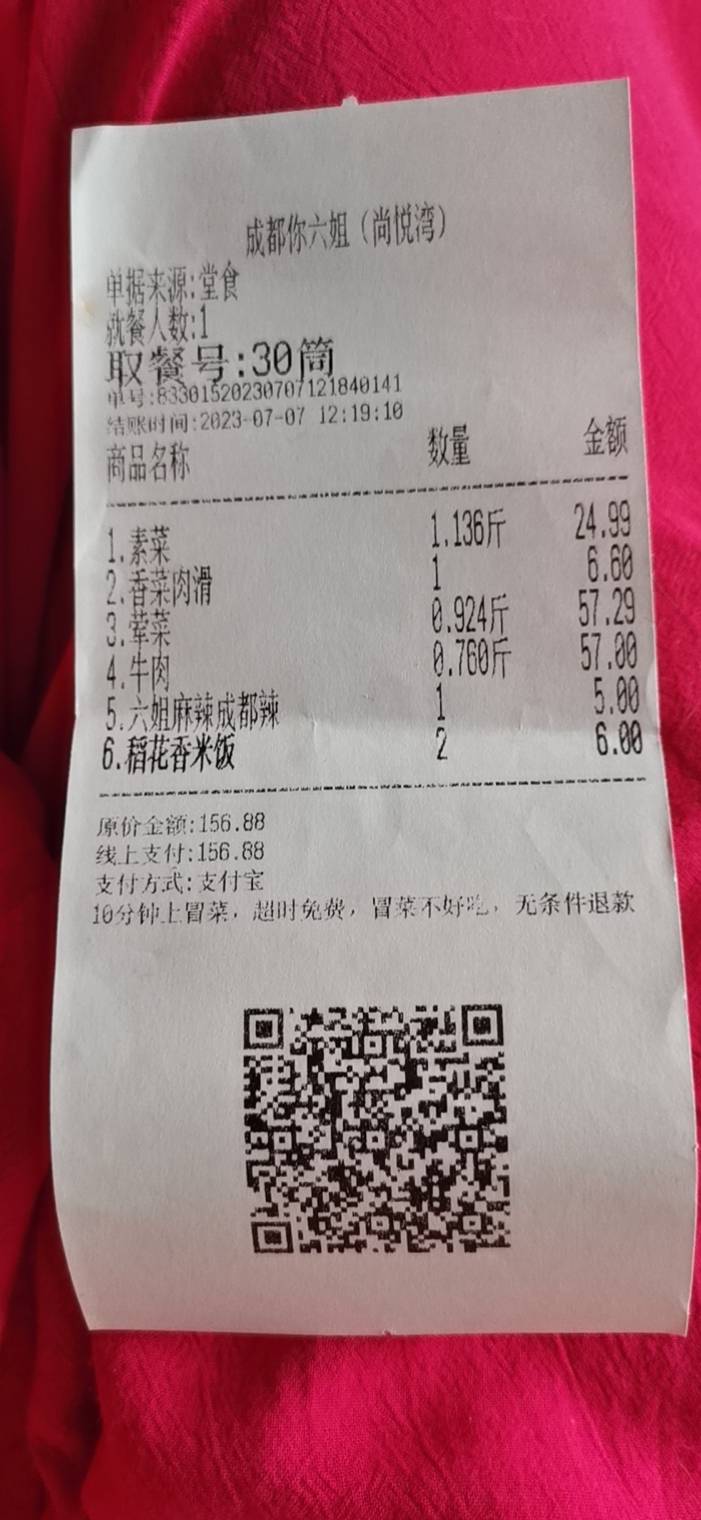 成都你六姐（尚悦湾）
单据来源:堂食
就餐人数:1
取餐号:30筒
单号:83301520230707121840141
结账时间:2023-07-07 12:19:10
商品名称 数量 金额
1.素菜 1.136斤 24.99
2.香菜肉滑 1 6.60
3.荤菜 0.924斤 57.29
4.牛肉 0.760斤 57.00
5.六姐麻辣成都辣 1 5.00
6.稻花香米饭 2 6.00
原价金额:156.88
线上支付:156.88
支付方式:支付宝
10分钟上冒菜，超时免费，冒菜不好吃，无条件退款